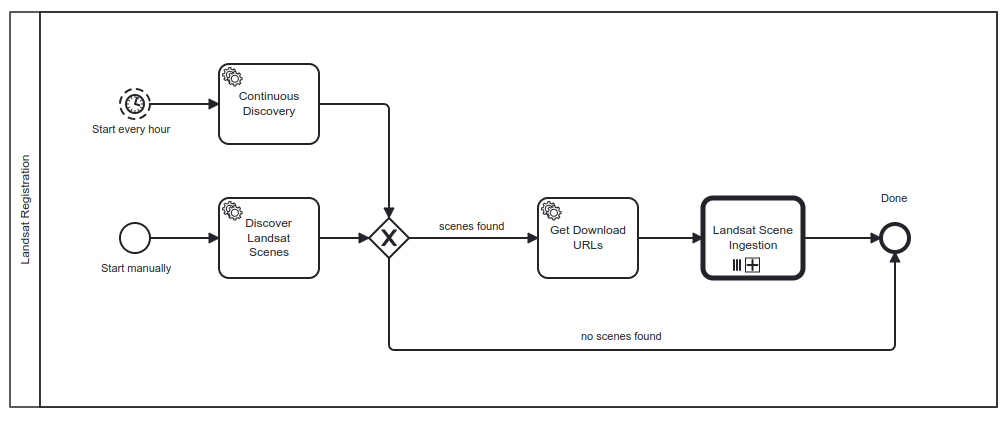 Landsat Registration
Start every hour
Continuous
Discovery
Start manually
Discover
Landsat
Scenes
scenes found
Get Download
URLs
Landsat Scene
Ingestion
Done
no scenes found